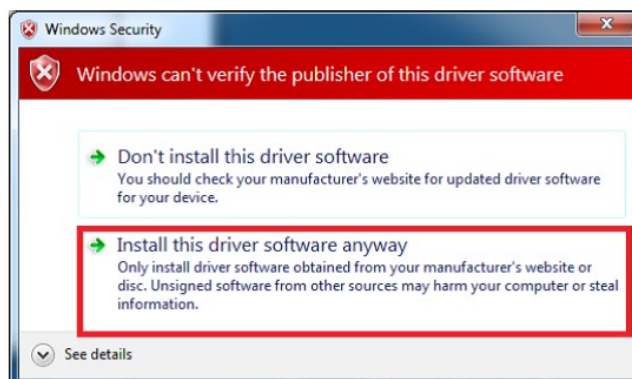 Windows Security
Windows can't verify the publisher of this driver software
Don't install this driver software
You should check your manufacturer's website for updated driver software
for your device.
Install this driver software anyway
Only install driver software obtained from your manufacturer's website or
disc. Unsigned software from other sources may harm your computer or steal
information.
See details